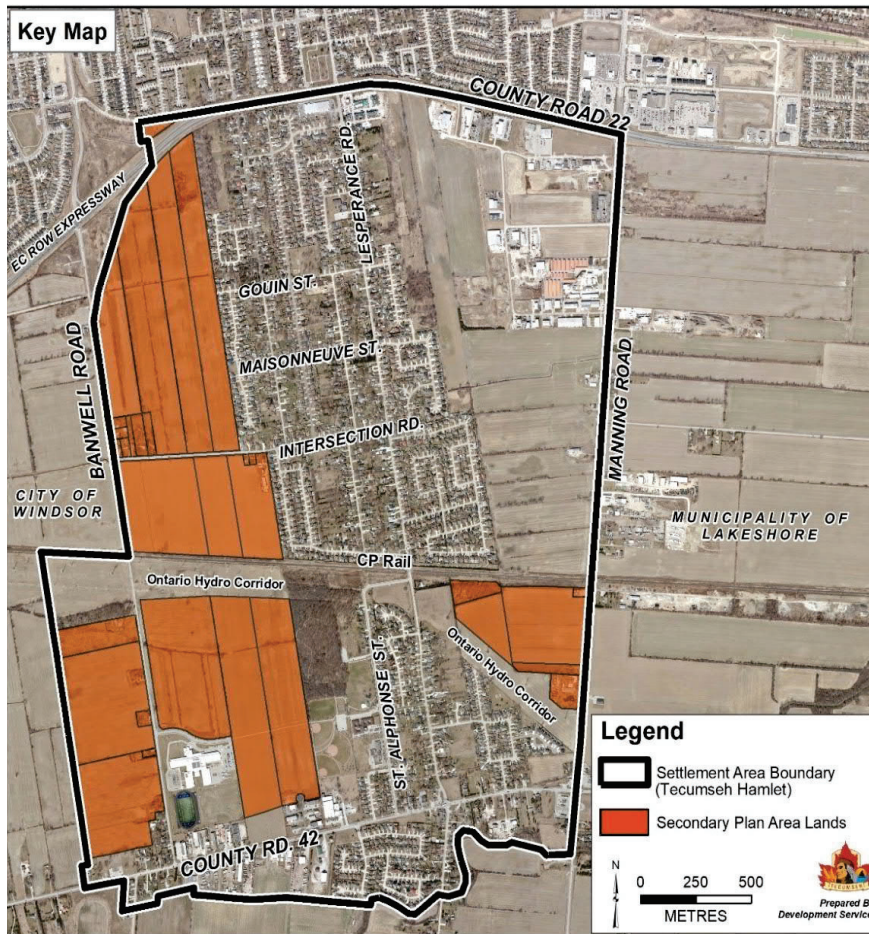 Key Map
COUNTY ROAD 22
EC ROW EXPRESSWAY
LESPERANCE RD.
GOUIN ST.
MAISONNEUVE ST.
BANWELL ROAD
INTERSECTION RD.
MANNING ROAD
CITY OF
WINDSOR
MUNICIPALITY OF
LAKESHORE
CP Rail
Ontario Hydro Corridor
ST. ALPHONSE ST.
Ontario Hydro Corridor
COUNTY RD. 42
Legend
Settlement Area Boundary
(Tecumseh Hamlet)
Secondary Plan Area Lands
N
0 250 500
METRES
TECUMSEH
Prepared B
Development Service